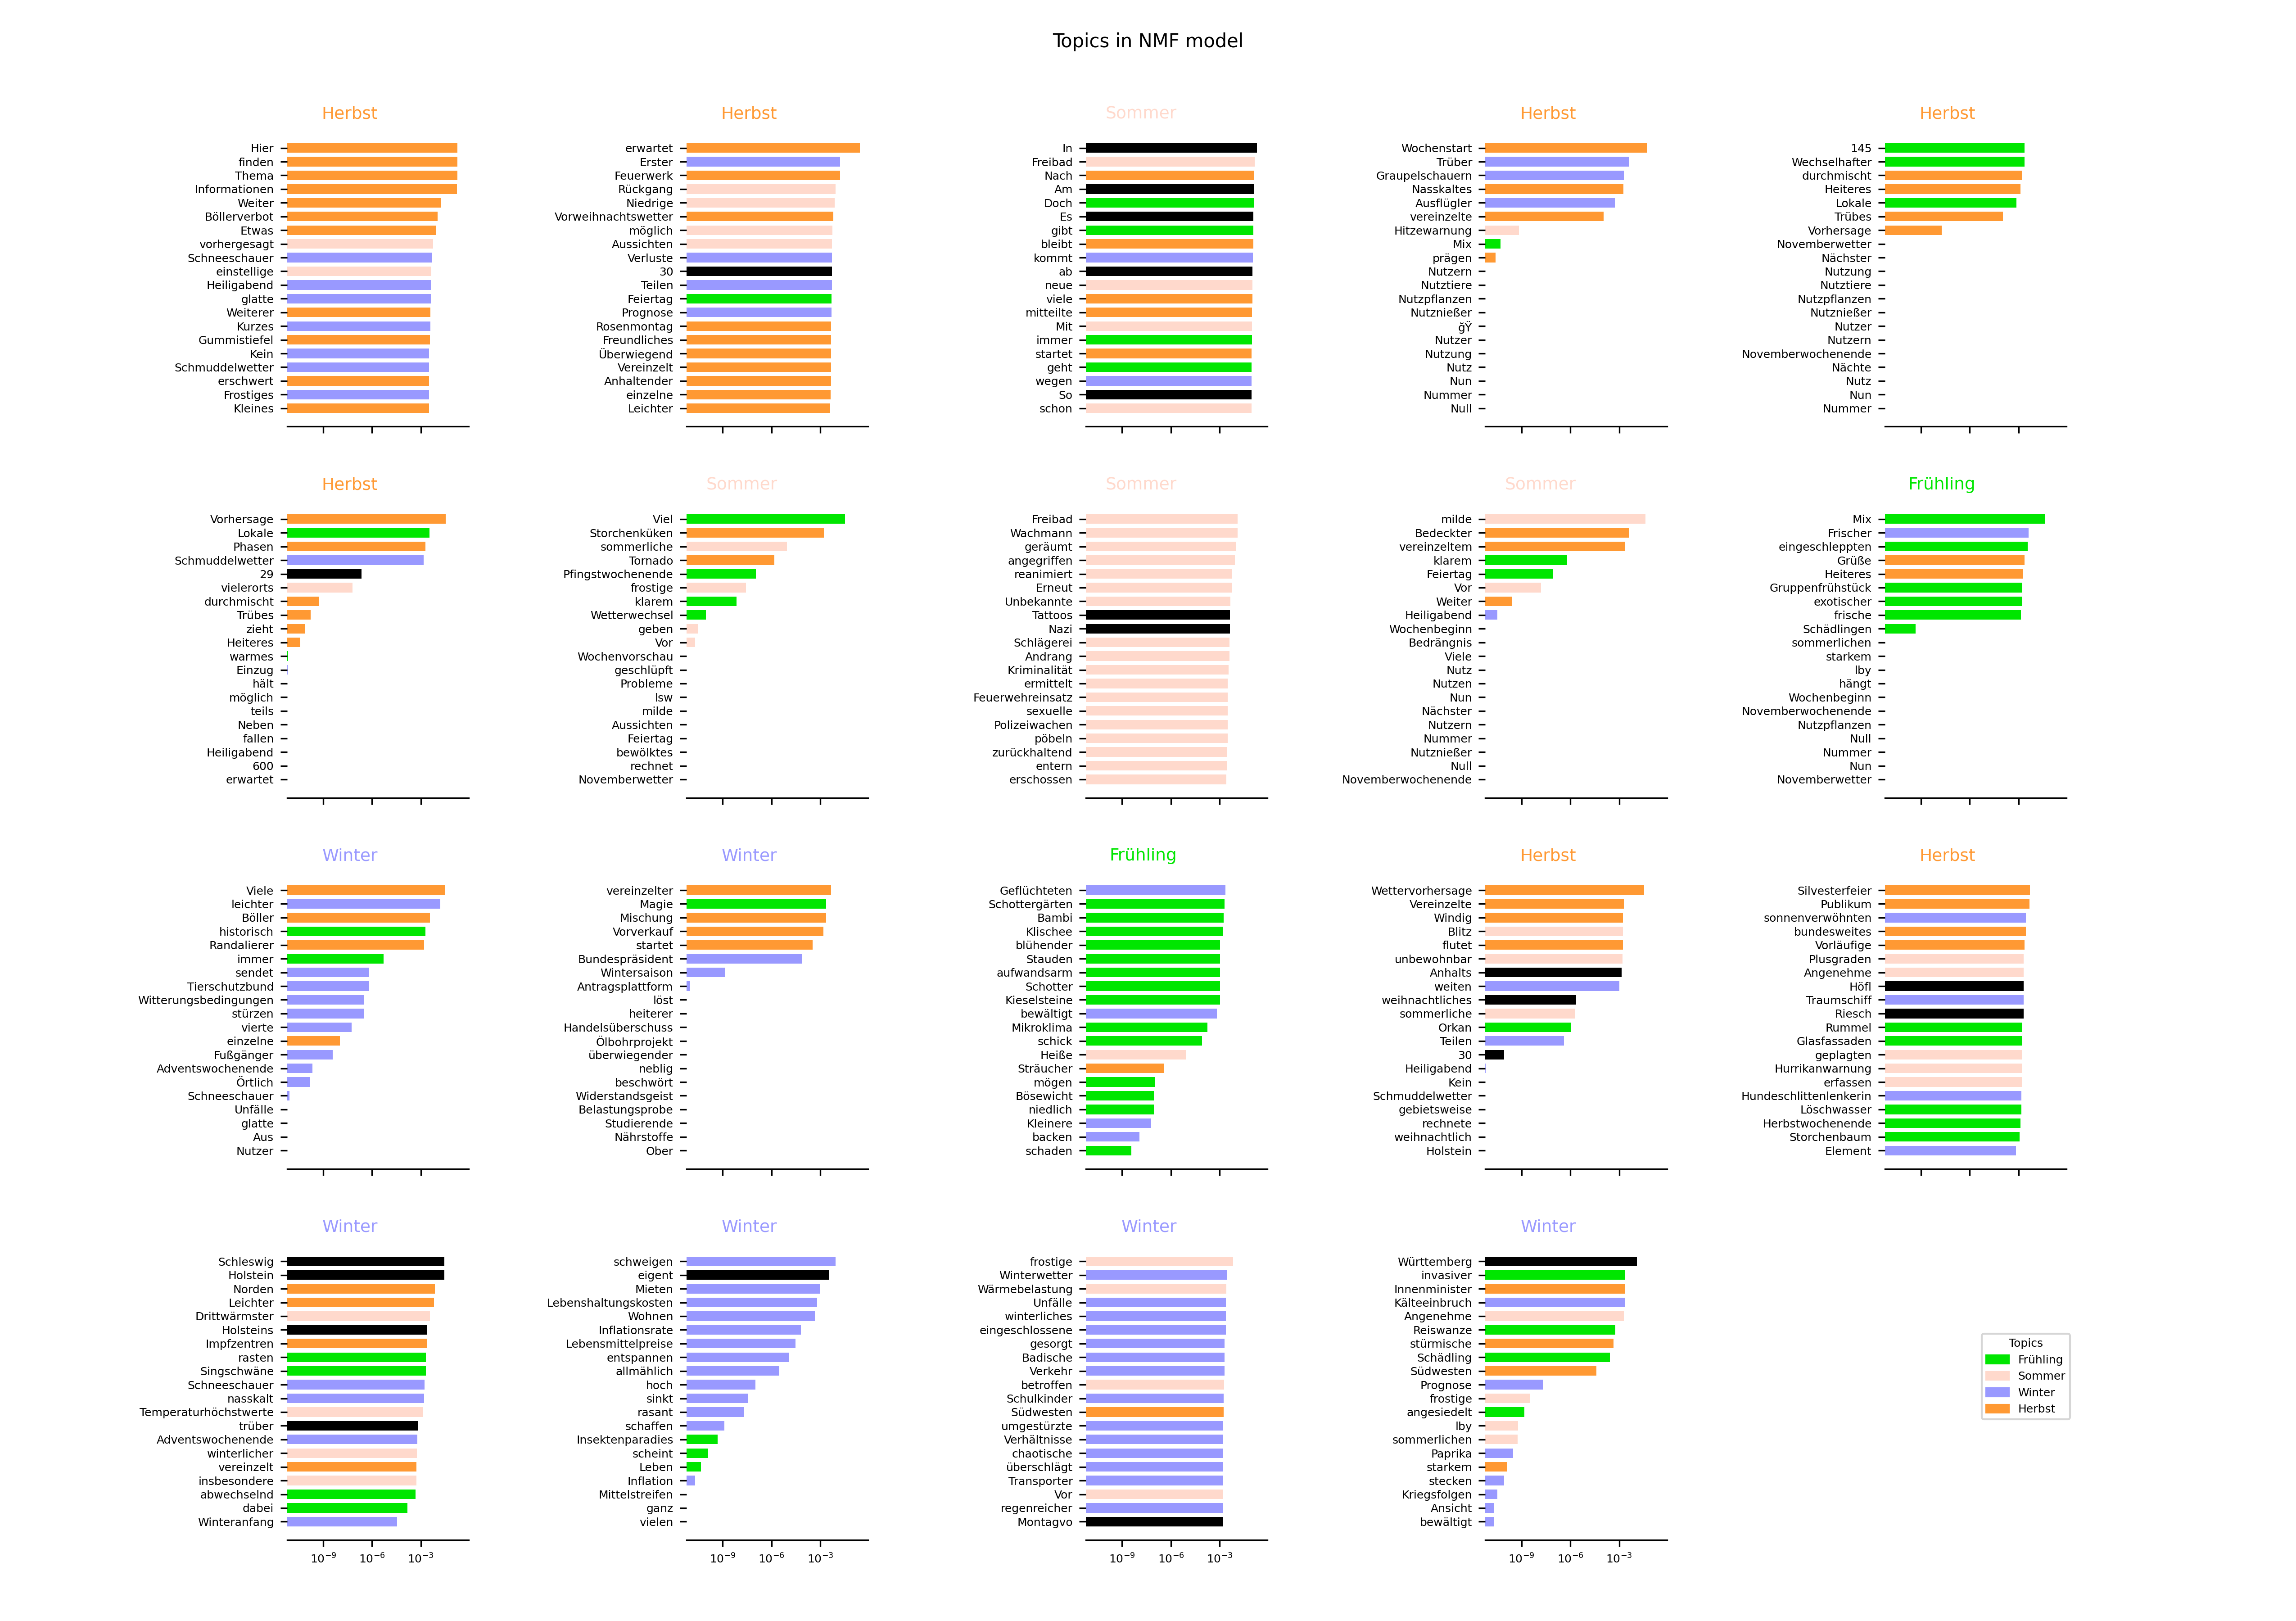 Topics in NMF model
Herbst
Hier
finden
Thema
Informationen
Weiter
Böllerverbot
Etwas
vorhergesagt
Schneeschauer
einstellige
Heiligabend
glatte
Weiterer
Kurzes
Gummistiefel
Kein
Schmuddelwetter
erschwert
Frostiges
Kleines
Herbst
erwartet
Erster
Feuerwerk
Rückgang
Niedrige
Vorweihnachtswetter
möglich
Aussichten
Verluste
30
Teilen
Feiertag
Prognose
Rosenmontag
Freundliches
Überwiegend
Vereinzelt
Anhaltender
einzelne
Leichter
Sommer
In
Freibad
Nach
Am
Doch
Es
gibt
bleibt
kommt
ab
neue
viele
mitteilte
Mit
immer
startet
geht
wegen
So
schon
Herbst
Wochenstart
Trüber
Graupelschauern
Nasskaltes
Ausflügler
vereinzelte
Hitzewarnung
Mix
prägen
Nutzern
Nutztiere
Nutzpflanzen
Nutznießer
ğŸ
Nutzer
Nutzung
Nutz
Nun
Nummer
Null
Herbst
145
Wechselhafter
durchmischt
Heiteres
Lokale
Trübes
Vorhersage
Novemberwetter
Nächster
Nutzung
Nutztiere
Nutzpflanzen
Nutznießer
Nutzer
Nutzern
Novemberwochenende
Nächte
Nutz
Nun
Nummer
Herbst
Vorhersage
Lokale
Phasen
Schmuddelwetter
29
vielerorts
durchmischt
Trübes
zieht
Heiteres
warmes
Einzug
hält
möglich
teils
Neben
fallen
Heiligabend
600
erwartet
Sommer
Viel
Storchenküken
sommerliche
Tornado
Pfingstwochenende
frostige
klarem
Wetterwechsel
geben
Vor
Wochenvorschau
geschlüpft
Probleme
lsw
milde
Aussichten
Feiertag
bewölktes
rechnet
Novemberwetter
Sommer
Freibad
Wachmann
geräumt
angegriffen
reanimiert
Erneut
Unbekannte
Tattoos
Nazi
Schlägerei
Andrang
Kriminalität
ermittelt
Feuerwehreinsatz
sexuelle
Polizeiwachen
pöbeln
zurückhaltend
entern
erschossen
Sommer
milde
Bedeckter
vereinzeltem
klarem
Feiertag
Vor
Weiter
Heiligabend
Wochenbeginn
Bedrängnis
Viele
Nutz
Nutzen
Nun
Nächster
Nutzern
Nummer
Nutznießer
Null
Novemberwochenende
Frühling
Mix
Frischer
eingeschleppten
Grüße
Heiteres
Gruppenfrühstück
exotischer
frische
Schädlingen
sommerlichen
starkem
lby
hängt
Wochenbeginn
Novemberwochenende
Nutzpflanzen
Null
Nummer
Nun
Novemberwetter
Winter
Viele
leichter
Böller
historisch
Randalierer
immer
sendet
Tierschutzbund
Witterungsbedingungen
stürzen
vierte
einzelne
Fußgänger
Adventswochenende
Örtlich
Schneeschauer
Unfälle
glatte
Aus
Nutzer
Winter
vereinzelter
Magie
Mischung
Vorverkauf
startet
Bundespräsident
Wintersaison
Antragsplattform
löst
heiterer
Handelsüberschuss
Ölbohrprojekt
überwiegender
neblig
beschwört
Widerstandsgeist
Belastungsprobe
Studierende
Nährstoffe
Ober
Frühling
Geflüchteten
Schottergärten
Bambi
Klischee
blühender
Stauden
aufwandsarm
Schotter
Kieselsteine
bewältigt
Mikroklima
schick
Heiße
Sträucher
mögen
Bösewicht
niedlich
Kleinere
backen
schaden
Herbst
Wettervorhersage
Vereinzelte
Windig
Blitz
flutet
unbewohnbar
Anhalts
weiten
weihnachtliches
sommerliche
Orkan
Teilen
30
Heiligabend
Kein
Schmuddelwetter
gebietsweise
rechnete
weihnachtlich
Holstein
Herbst
Silvesterfeier
Publikum
sonnenverwöhnten
bundesweites
Vorläufige
Plusgraden
Angenehme
Höfl
Traumschiff
Riesch
Rummel
Glasfassaden
geplagten
Hurrikanwarnung
erfassen
Hundeschlittenlenkerin
Löschwasser
Herbstwochenende
Storchenbaum
Element
Winter
Schleswig
Holstein
Norden
Leichter
Drittwärmster
Holsteins
Impfzentren
rasten
Singschwäne
Schneeschauer
nasskalt
Temperaturhöchstwerte
trüber
Adventswochenende
winterlicher
vereinzelt
insbesondere
abwechselnd
dabei
Winteranfang
10⁻⁹ 10⁻⁶ 10⁻³
Winter
schweigen
eigent
Mieten
Lebenshaltungskosten
Wohnen
Inflationsrate
Lebensmittelpreise
entspannen
allmählich
hoch
sinkt
rasant
schaffen
Insektenparadies
scheint
Leben
Inflation
Mittelstreifen
ganz
vielen
10⁻⁹ 10⁻⁶ 10⁻³
Winter
frostige
Winterwetter
Wärmebelastung
Unfälle
winterliches
eingeschlossene
gesorgt
Badische
Verkehr
betroffen
Schulkinder
Südwesten
umgestürzte
Verhältnisse
chaotische
überschlägt
Transporter
Vor
regenreicher
Montagvo
10⁻⁹ 10⁻⁶ 10⁻³
Winter
Württemberg
invasiver
Innenminister
Kälteeinbruch
Angenehme
Reiswanze
stürmische
Schädling
Südwesten
Prognose
frostige
angesiedelt
lby
sommerlichen
Paprika
starkem
stecken
Kriegsfolgen
Ansicht
bewältigt
10⁻⁹ 10⁻⁶ 10⁻³
Topics
Frühling
Sommer
Winter
Herbst